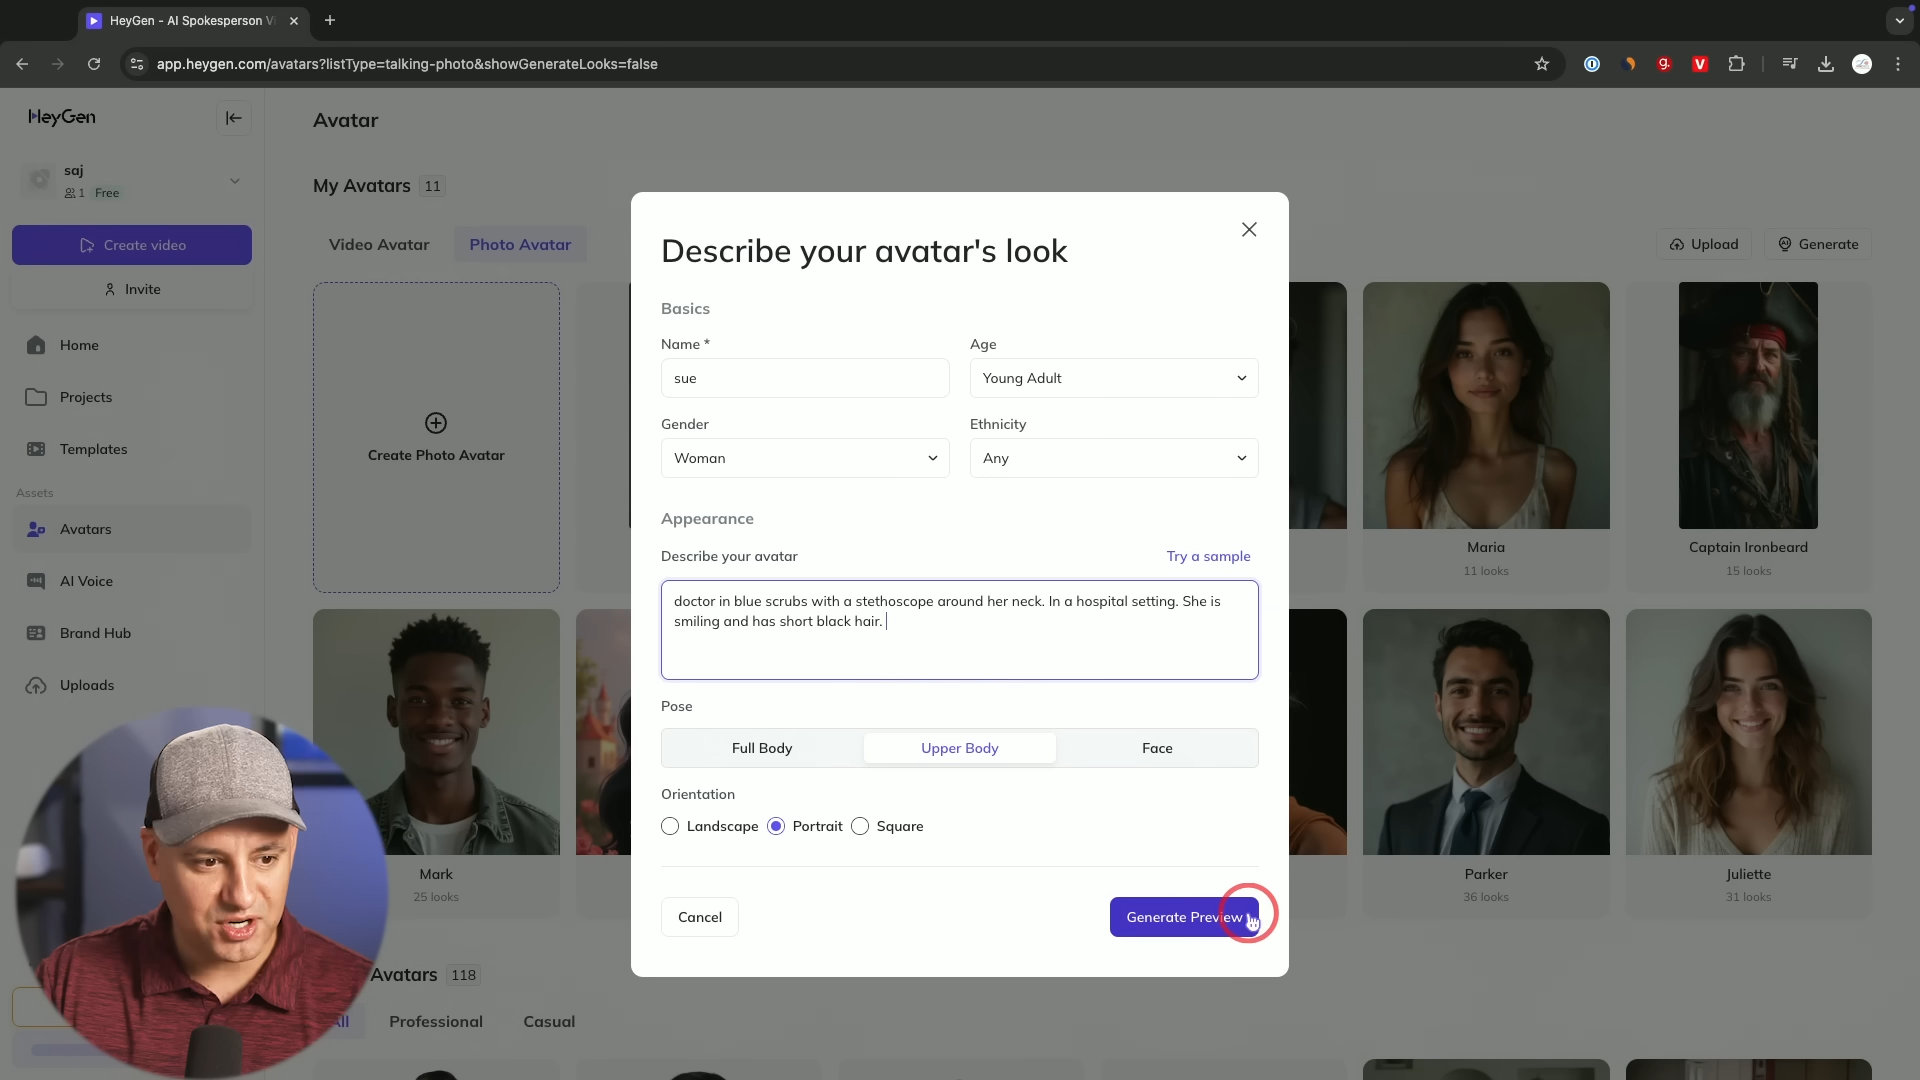 HeyGen - AI Spokesperson Vi
app.heygen.com/avatars?listType=talking-photo&showGenerateLooks=false
HeyGen
saj
1 Free
Create video
Invite
Home
Projects
Templates
Assets
Avatars
AI Voice
Brand Hub
Uploads
Avatar
My Avatars 11
Video Avatar
Photo Avatar
Upload
Generate
Create Photo Avatar
Maria
11 looks
Captain Ironbeard
15 looks
Mark
25 looks
Parker
36 looks
Juliette
31 looks
Avatars 118
All
Professional
Casual
Describe your avatar's look
Basics
Name *
Age
sue
Young Adult
Gender
Ethnicity
Woman
Any
Appearance
Describe your avatar
Try a sample
doctor in blue scrubs with a stethoscope around her neck. In a hospital setting. She is
smiling and has short black hair.
Pose
Full Body
Upper Body
Face
Orientation
Landscape
Portrait
Square
Cancel
Generate Preview